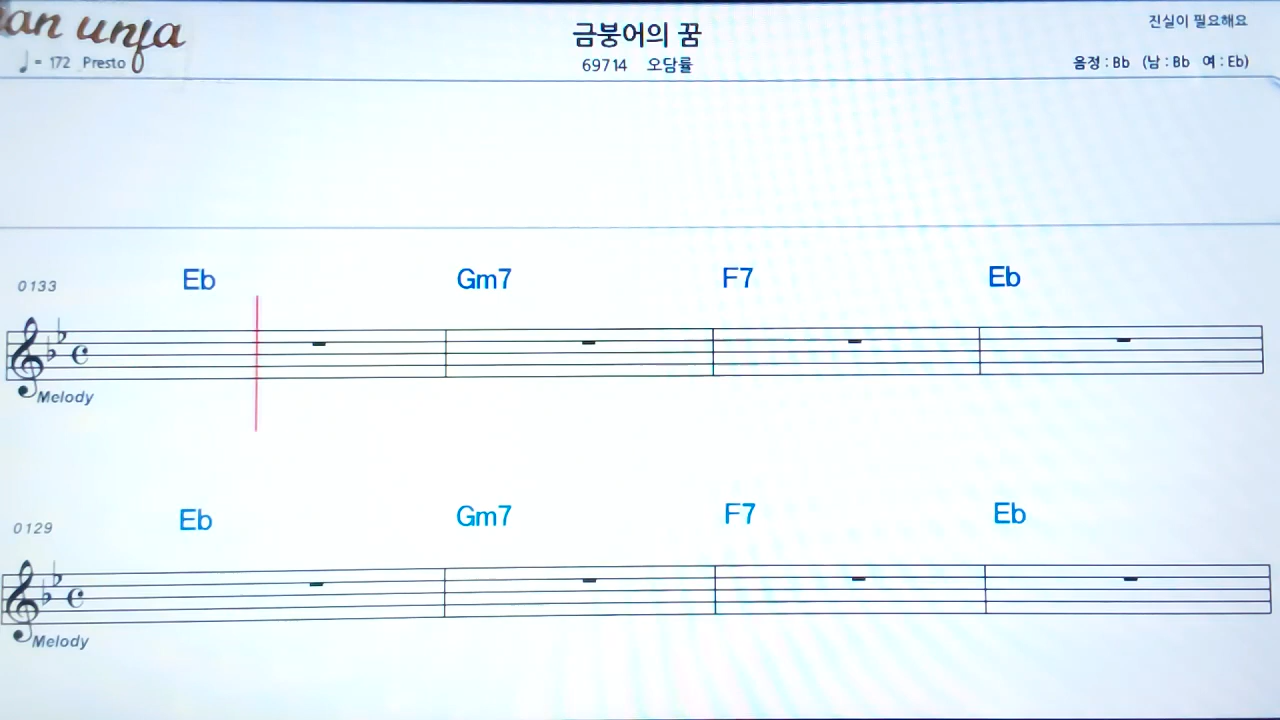 an unfa
♩ = 172 Presto
금붕어의 꿈
69714 오담률
진실이 필요해요
음정 : Bb (남 : Bb 여 : Eb)
0133 Eb Gm7 F7 Eb
Melody
0129 Eb Gm7 F7 Eb
Melody